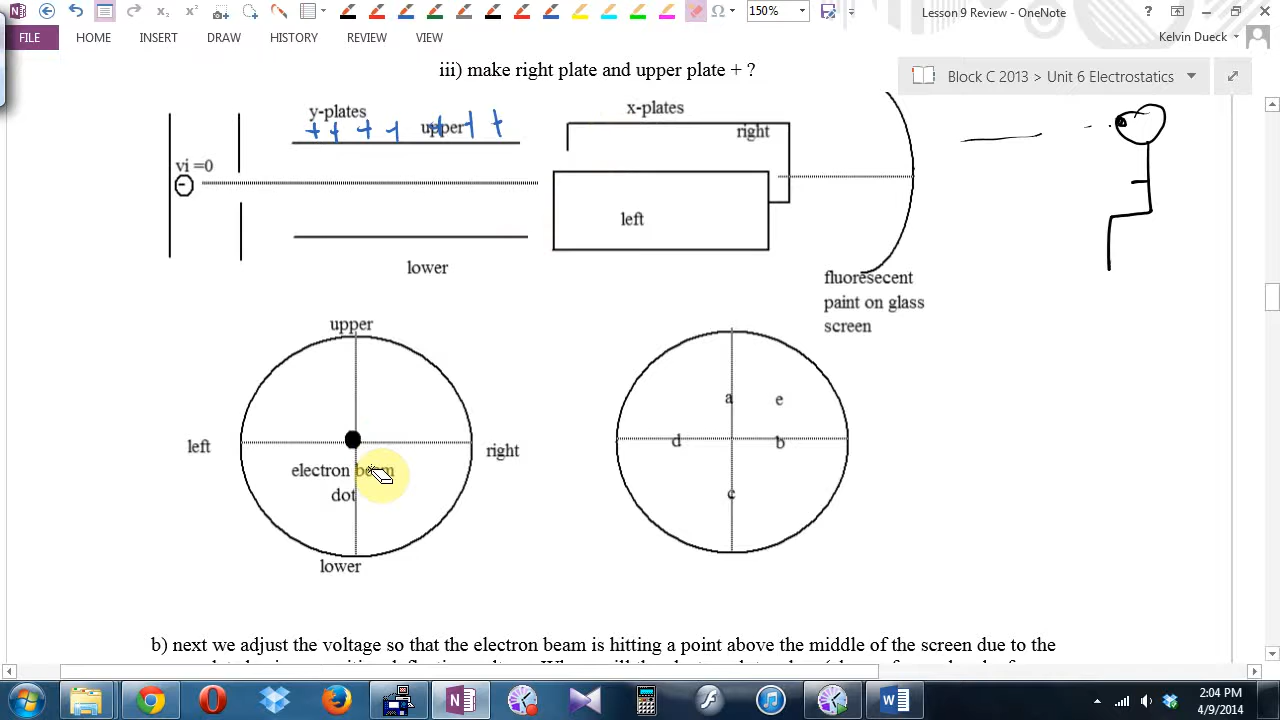 150%
Lesson 9 Review - OneNote
FILE HOME INSERT DRAW HISTORY REVIEW VIEW
Kelvin Dueck
iii) make right plate and upper plate + ?
Block C 2013 > Unit 6 Electrostatics
y-plates
x-plates
+ + + + + + +
upper
right
vi =0
-
left
lower
fluoresecent
paint on glass
screen
upper
a e
left
right
d b
electron beam
dot
c
lower
b) next we adjust the voltage so that the electron beam is hitting a point above the middle of the screen due to the
2:04 PM
4/9/2014